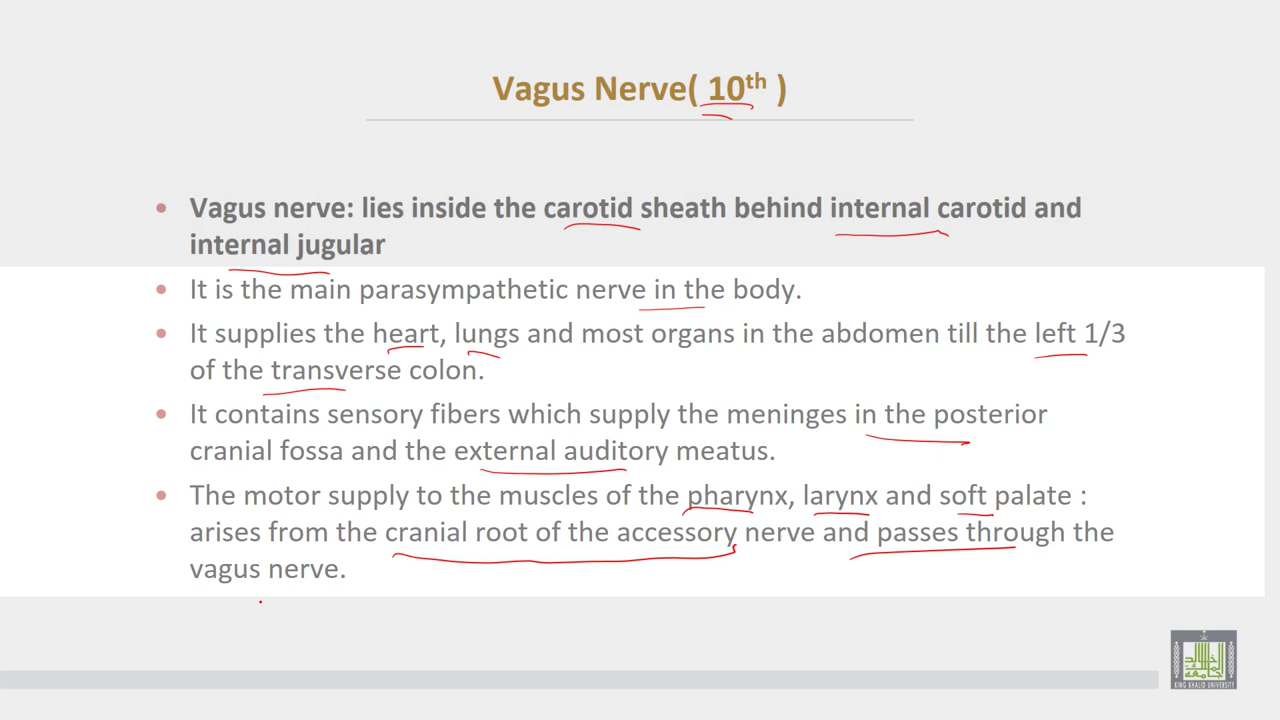 Vagus Nerve( 10th )
• Vagus nerve: lies inside the carotid sheath behind internal carotid and
internal jugular
• It is the main parasympathetic nerve in the body.
• It supplies the heart, lungs and most organs in the abdomen till the left 1/3
of the transverse colon.
• It contains sensory fibers which supply the meninges in the posterior
cranial fossa and the external auditory meatus.
• The motor supply to the muscles of the pharynx, larynx and soft palate :
arises from the cranial root of the accessory nerve and passes through the
vagus nerve.
KING KHALID UNIVERSITY